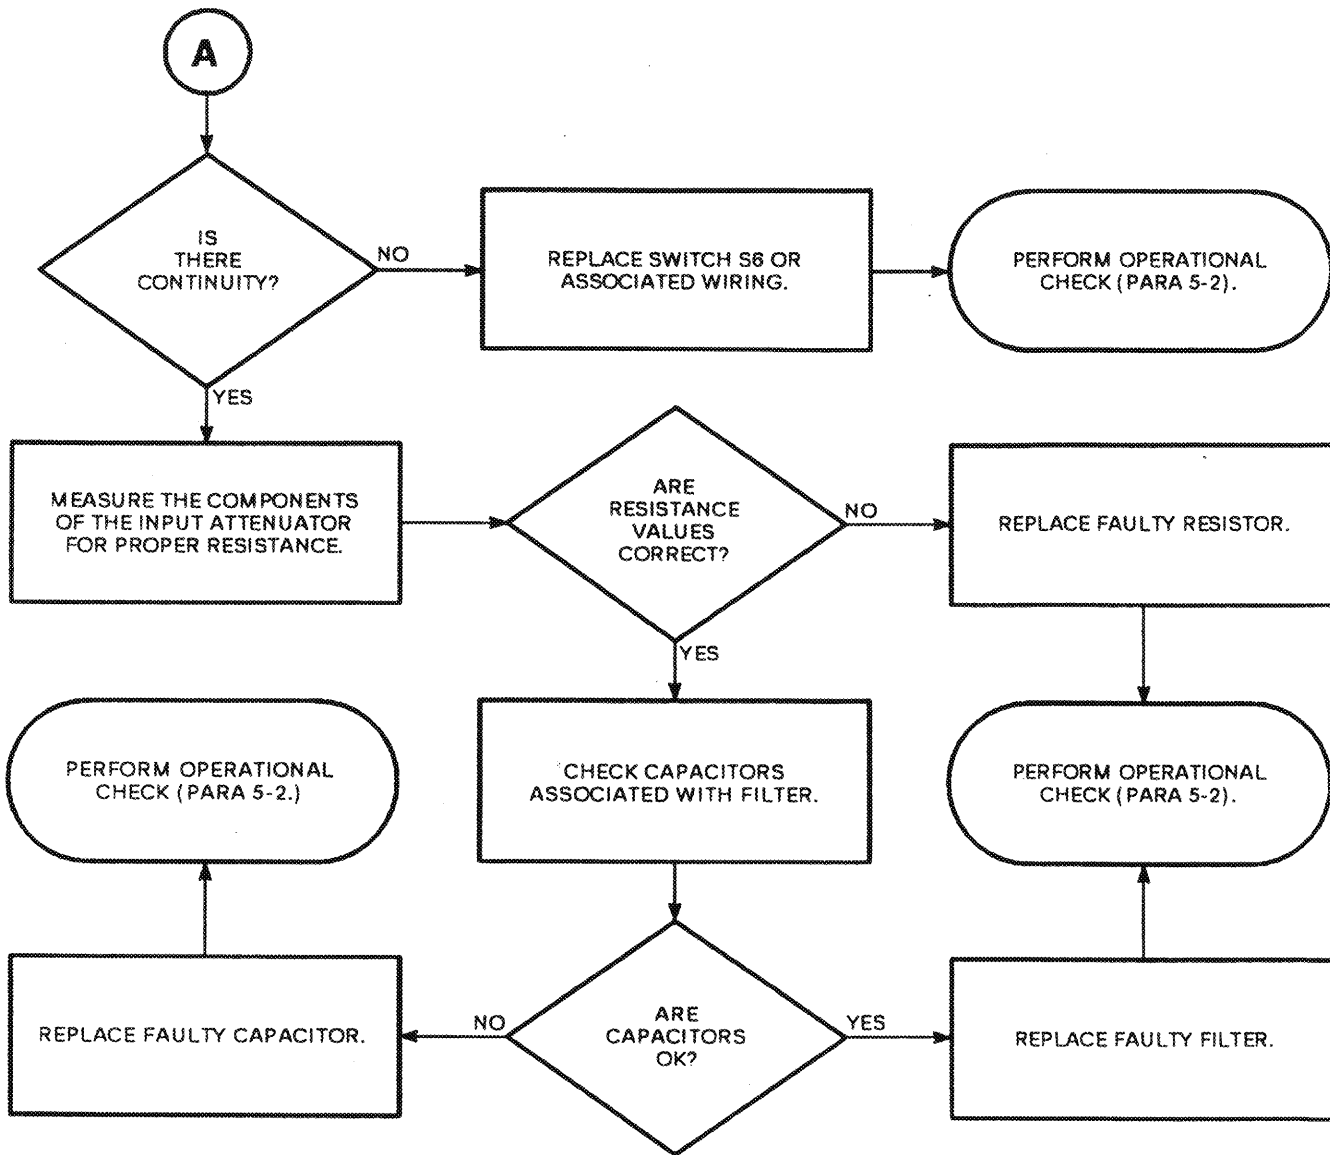 A
IS
THERE
CONTINUITY?
NO
REPLACE SWITCH S6 OR
ASSOCIATED WIRING.
PERFORM OPERATIONAL
CHECK (PARA 5-2).
YES
MEASURE THE COMPONENTS
OF THE INPUT ATTENUATOR
FOR PROPER RESISTANCE.
ARE
RESISTANCE
VALUES
CORRECT?
NO
REPLACE FAULTY RESISTOR.
YES
PERFORM OPERATIONAL
CHECK (PARA 5-2.)
CHECK CAPACITORS
ASSOCIATED WITH FILTER.
PERFORM OPERATIONAL
CHECK (PARA 5-2).
REPLACE FAULTY CAPACITOR.
NO
ARE
CAPACITORS
OK?
YES
REPLACE FAULTY FILTER.